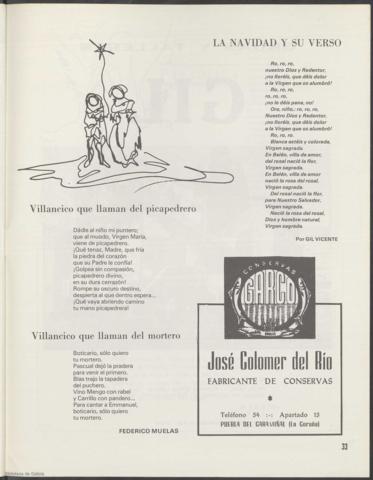 LA NAVIDAD Y SU VERSO
Ro, ro, ro,
nuestro Dios y Redentor,
¡no lloréis, que dáis dolor
a la Virgen que os alumbró!
Ro, ro, ro,
ro, ro, ro,
¡no le déis pena, no!
Ora, niño,: ro, ro, ro,
Nuestro Dios y Redentor,
¡no lloréis, que dáis dolor
a la Virgen que os alumbró!
Ro, ro, ro.
Blanca estáis y colorada,
Virgen sagrada.
En Belén, villa de amor,
del rosal nació la flor,
Virgen sagrada.
En Belén, villa de amor
nació la rosa del rosal,
Virgen sagrada.
Del rosal nació la flor,
para Nuestro Salvador,
Virgen sagrada.
Nació la rosa del rosal,
Dios y hombre natural,
Virgen sagrada.
Por GIL VICENTE
Villancico que llaman del picapedrero
Dádle al niño mi puntero;
que al mundo, Virgen María,
viene de picapedrero.
¡Qué tenaz, Madre, que fría
la piedra del corazón
que su Padre le confía!
¡Golpea sin compasión,
picapedrero divino,
en su dura cerrazón!
Rompe su oscuro destino,
despierta al que dentro espera...
¡Qué vaya abriendo camino
tu mano picapedrera!
Villancico que llaman del mortero
Boticario, sólo quiero
tu mortero.
Pascual dejó la pradera
para venir el primero.
Blas trajo la tapadera
del puchero.
Vino Mengo con rabel
y Carrillo con pandero...
Para cantar a Emmanuel,
boticario, sólo quiero
tu mortero.
FEDERICO MUELAS
CONSERVAS
GARCO
José Colomer del Río
FABRICANTE DE CONSERVAS
Teléfono 54 :-: Apartado 15
PUEBLA DEL CARAMIÑAL (La Coruña)
33
Biblioteca de Galicia